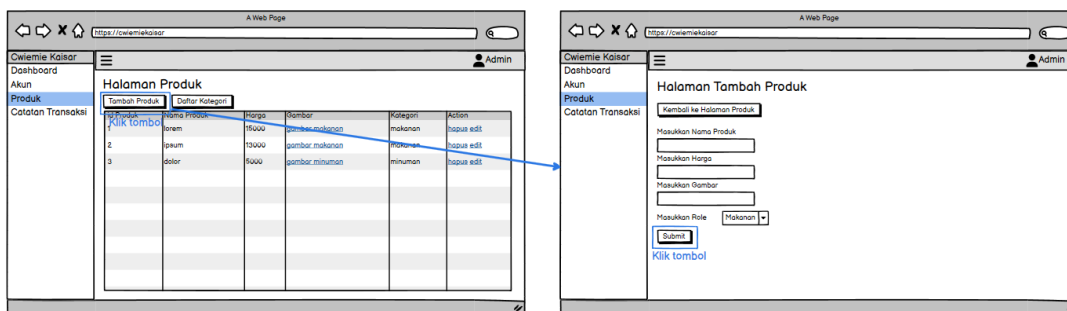 A Web Page
https://cwiemiekaisar
Cwiemie Kaisar
Admin
Dashboard
Akun
Produk
Catatan Transaksi
Halaman Produk
Tambah Produk
Daftar Kategori
Id Produk Nama Produk Harga Gambar Kategori Action
Klik tombol
1 lorem 15000 gambar makanan makanan hapus edit
2 ipsum 13000 gambar makanan makanan hapus edit
3 dolor 5000 gambar minuman minuman hapus edit
A Web Page
https://cwiemiekaisar
Cwiemie Kaisar
Admin
Dashboard
Akun
Produk
Catatan Transaksi
Halaman Tambah Produk
Kembali ke Halaman Produk
Masukkan Nama Produk
Masukkan Harga
Masukkan Gambar
Masukkan Role Makanan
Submit
Klik tombol